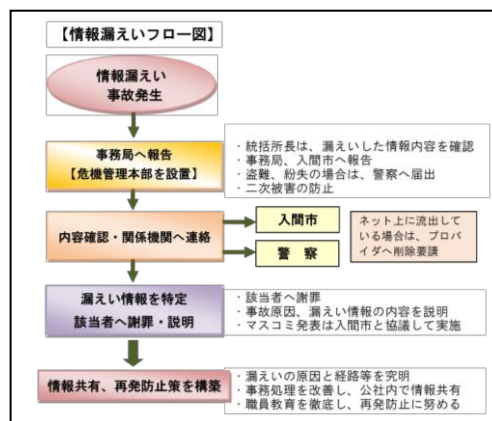 【情報漏えいフロー図】
情報漏えい
事故発生
事務局へ報告
【危機管理本部を設置】
・統括所長は、漏えいした情報内容を確認
・事務局、入間市へ報告
・盗難、紛失の場合は、警察へ届出
・二次被害の防止
内容確認・関係機関へ連絡
入間市
警 察
ネット上に流出して
いる場合は、プロバ
イダへ削除要請
漏えい情報を特定
該当者へ謝罪・説明
・該当者へ謝罪
・事故原因、漏えい情報の内容を説明
・マスコミ発表は入間市と協議して実施
情報共有、再発防止策を構築
・漏えいの原因と経路等を究明
・事務処理を改善し、公社内で情報共有
・職員教育を徹底し、再発防止に努める